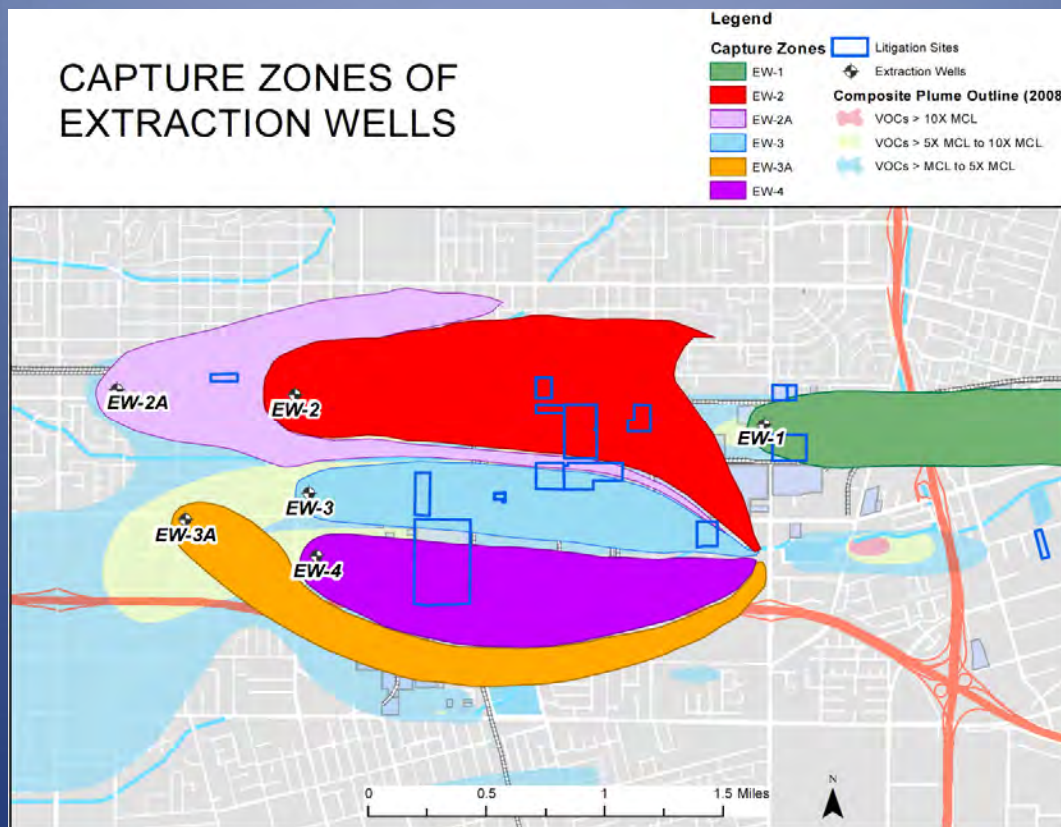 CAPTURE ZONES OF
EXTRACTION WELLS
Legend
Capture Zones
EW-1
EW-2
EW-2A
EW-3
EW-3A
EW-4
Litigation Sites
Extraction Wells
Composite Plume Outline (2008
VOCs > 10X MCL
VOCs > 5X MCL to 10X MCL
VOCs > MCL to 5X MCL
EW-2A
EW-2
EW-1
EW-3
EW-3A
EW-4
0 0.5 1 1.5 Miles
N